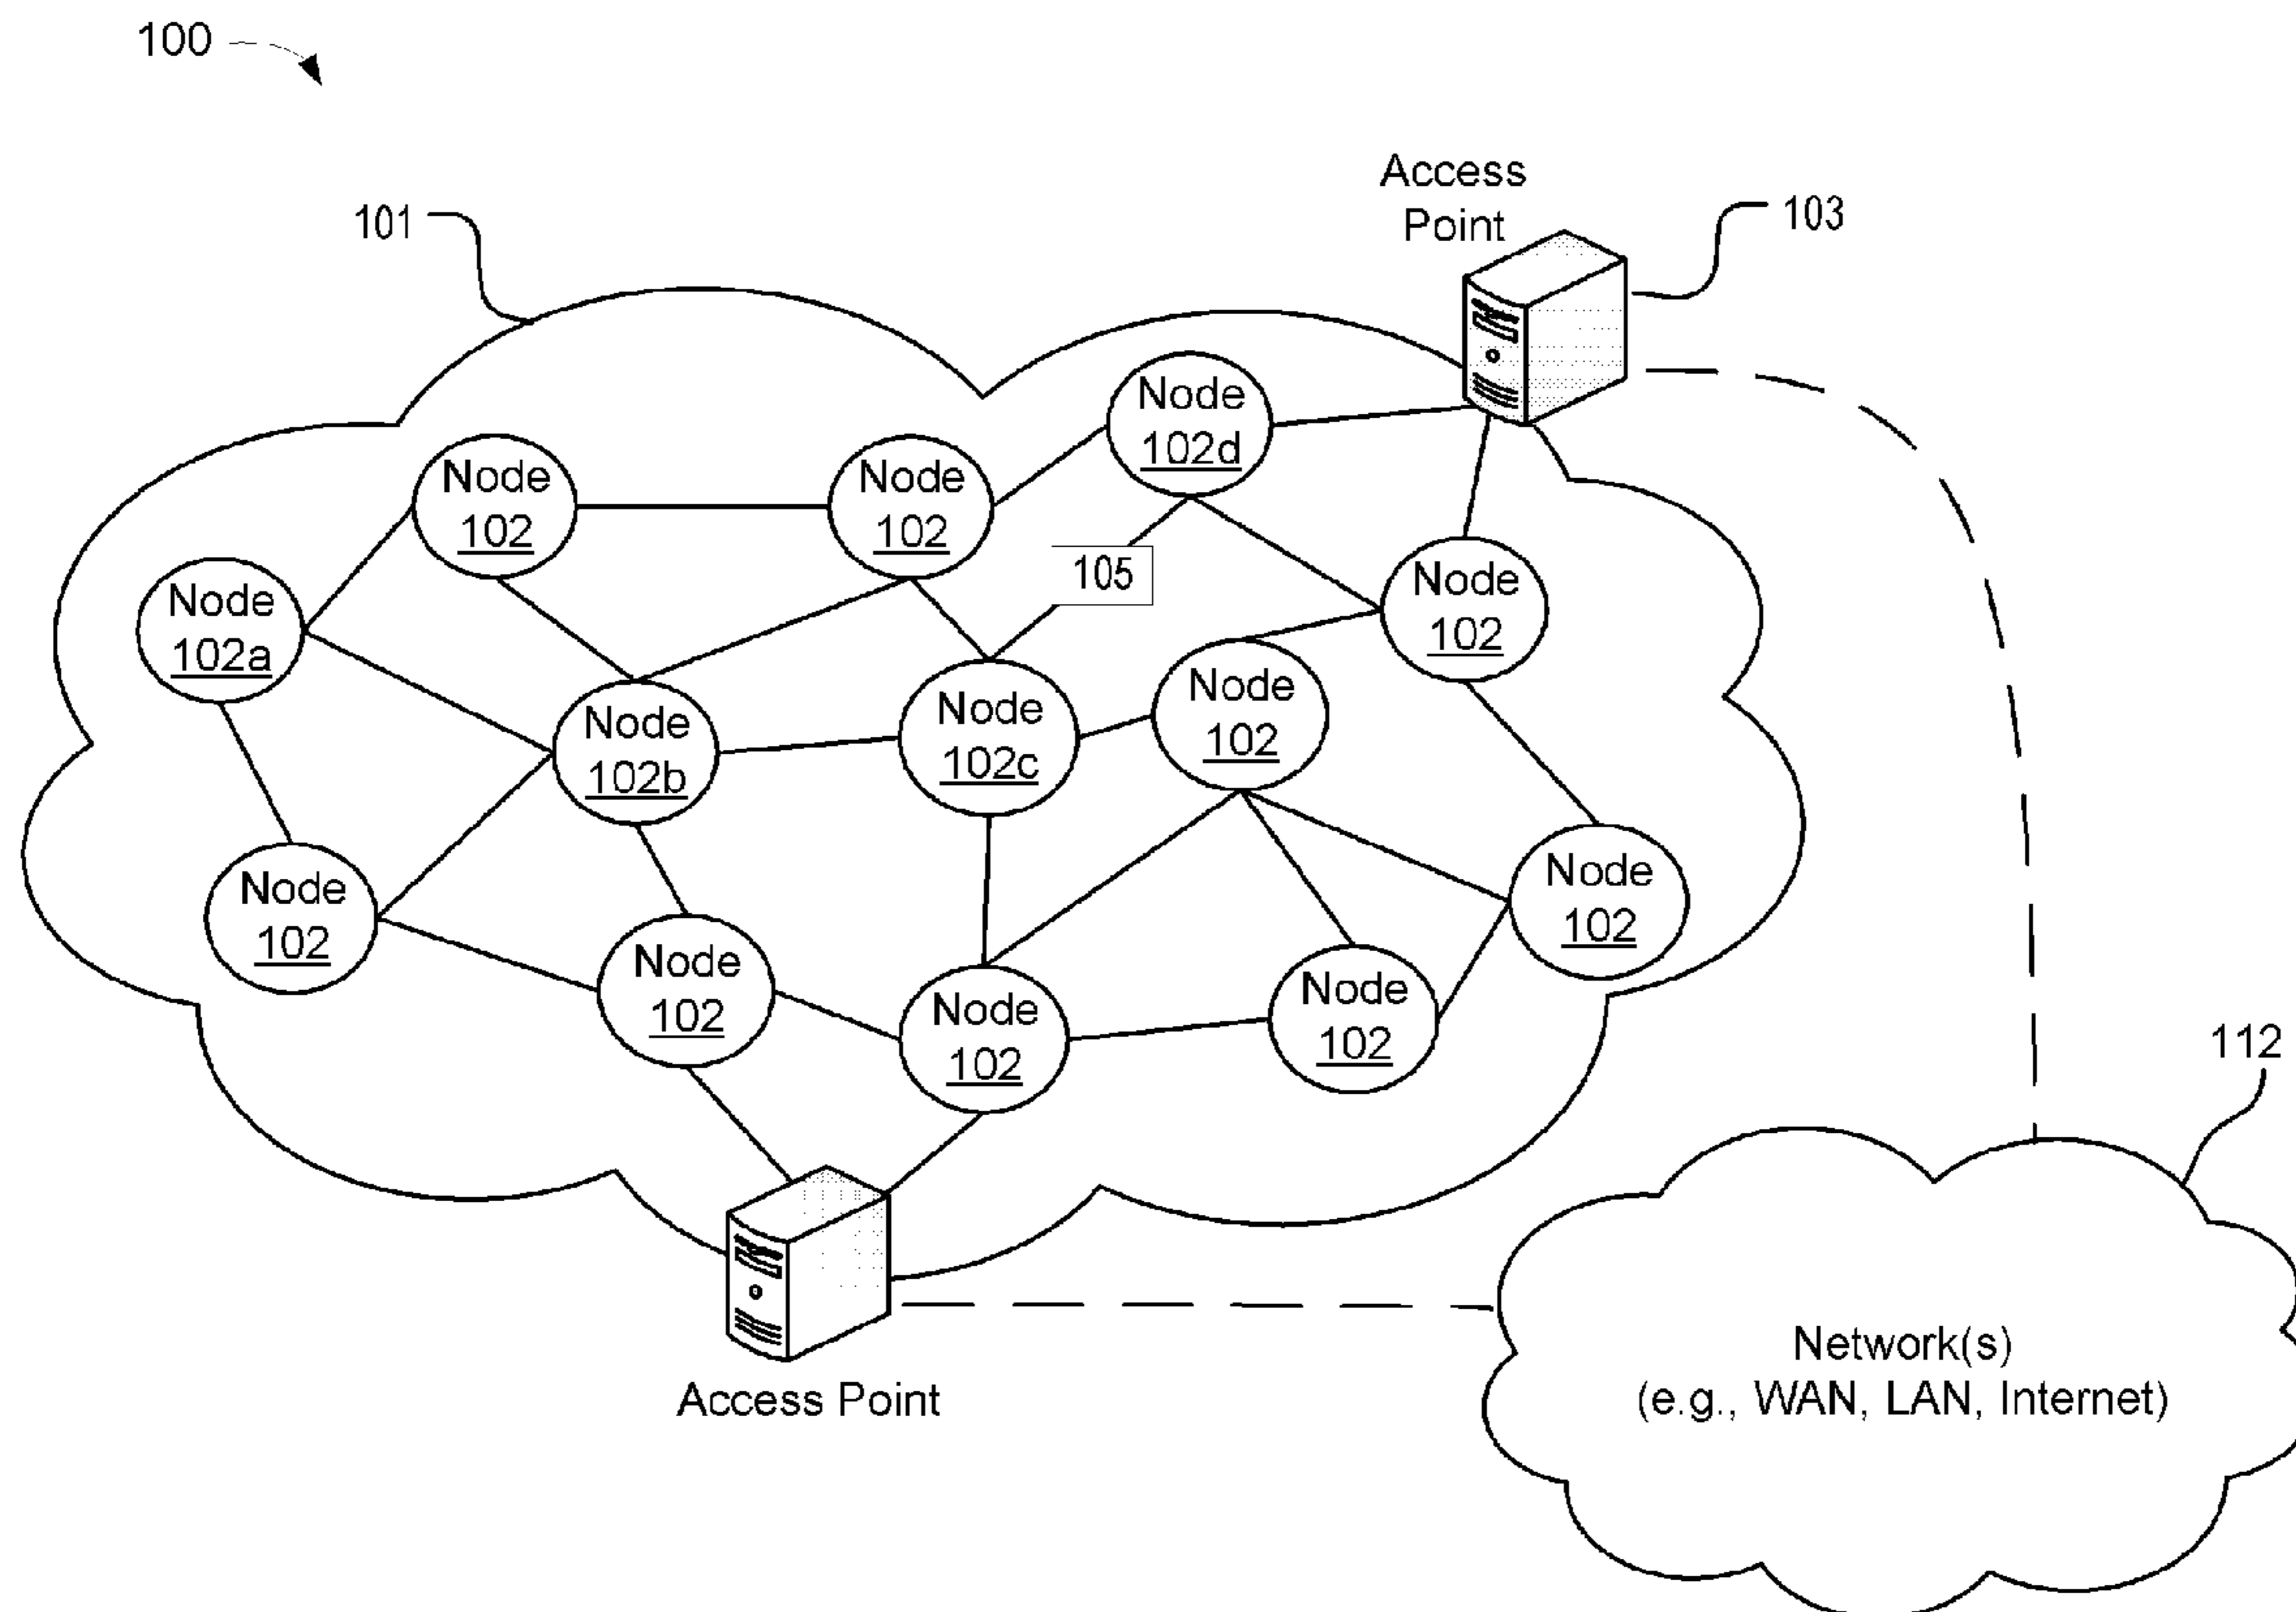 100
Access
Point
103
101
Node
102d
Node
102
Node
102
105
Node
102
Node
102a
Node
102
Node
102c
Node
102b
Node
102
Node
102
Node
102
Node
102
Node
102
Node
102
112
Network(s)
(e.g., WAN, LAN, Internet)
Access Point